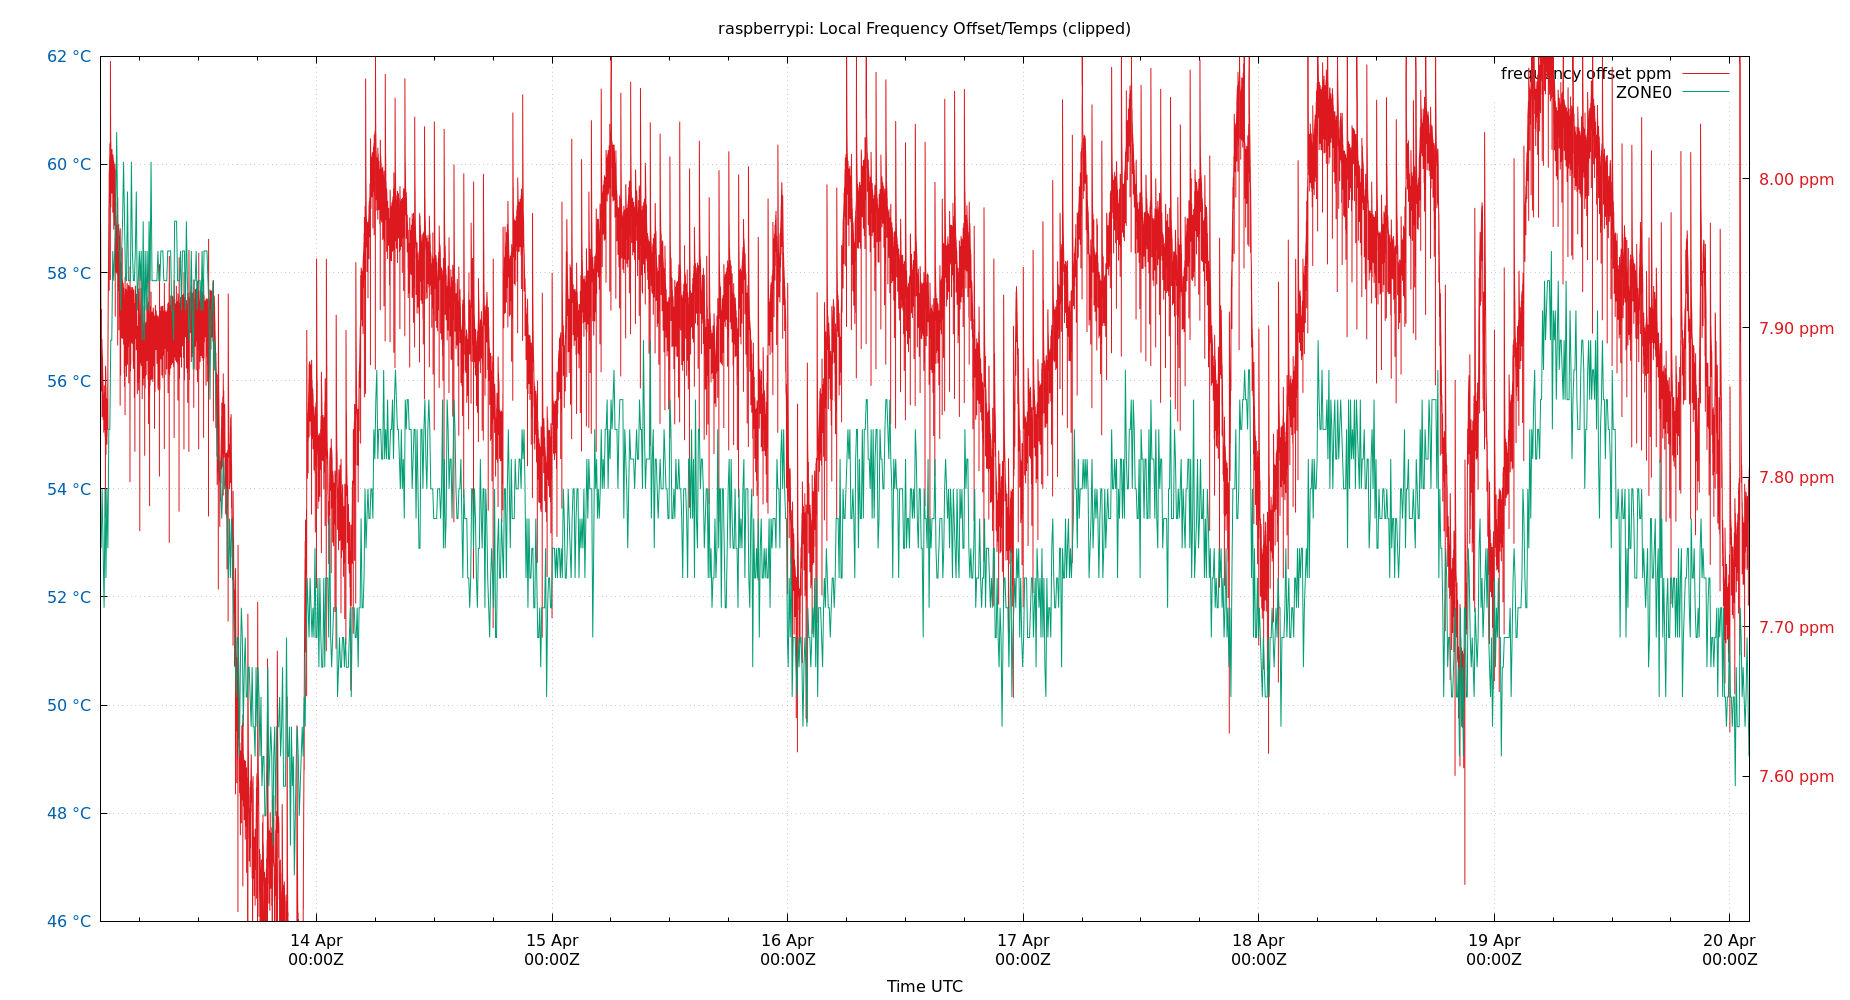 raspberrypi: Local Frequency Offset/Temps (clipped)
62 °C
60 °C
58 °C
56 °C
54 °C
52 °C
50 °C
48 °C
46 °C
frequency offset ppm
ZONE0
8.00 ppm
7.90 ppm
7.80 ppm
7.70 ppm
7.60 ppm
14 Apr 15 Apr 16 Apr 17 Apr 18 Apr 19 Apr 20 Apr
00:00Z 00:00Z 00:00Z 00:00Z 00:00Z 00:00Z 00:00Z
Time UTC